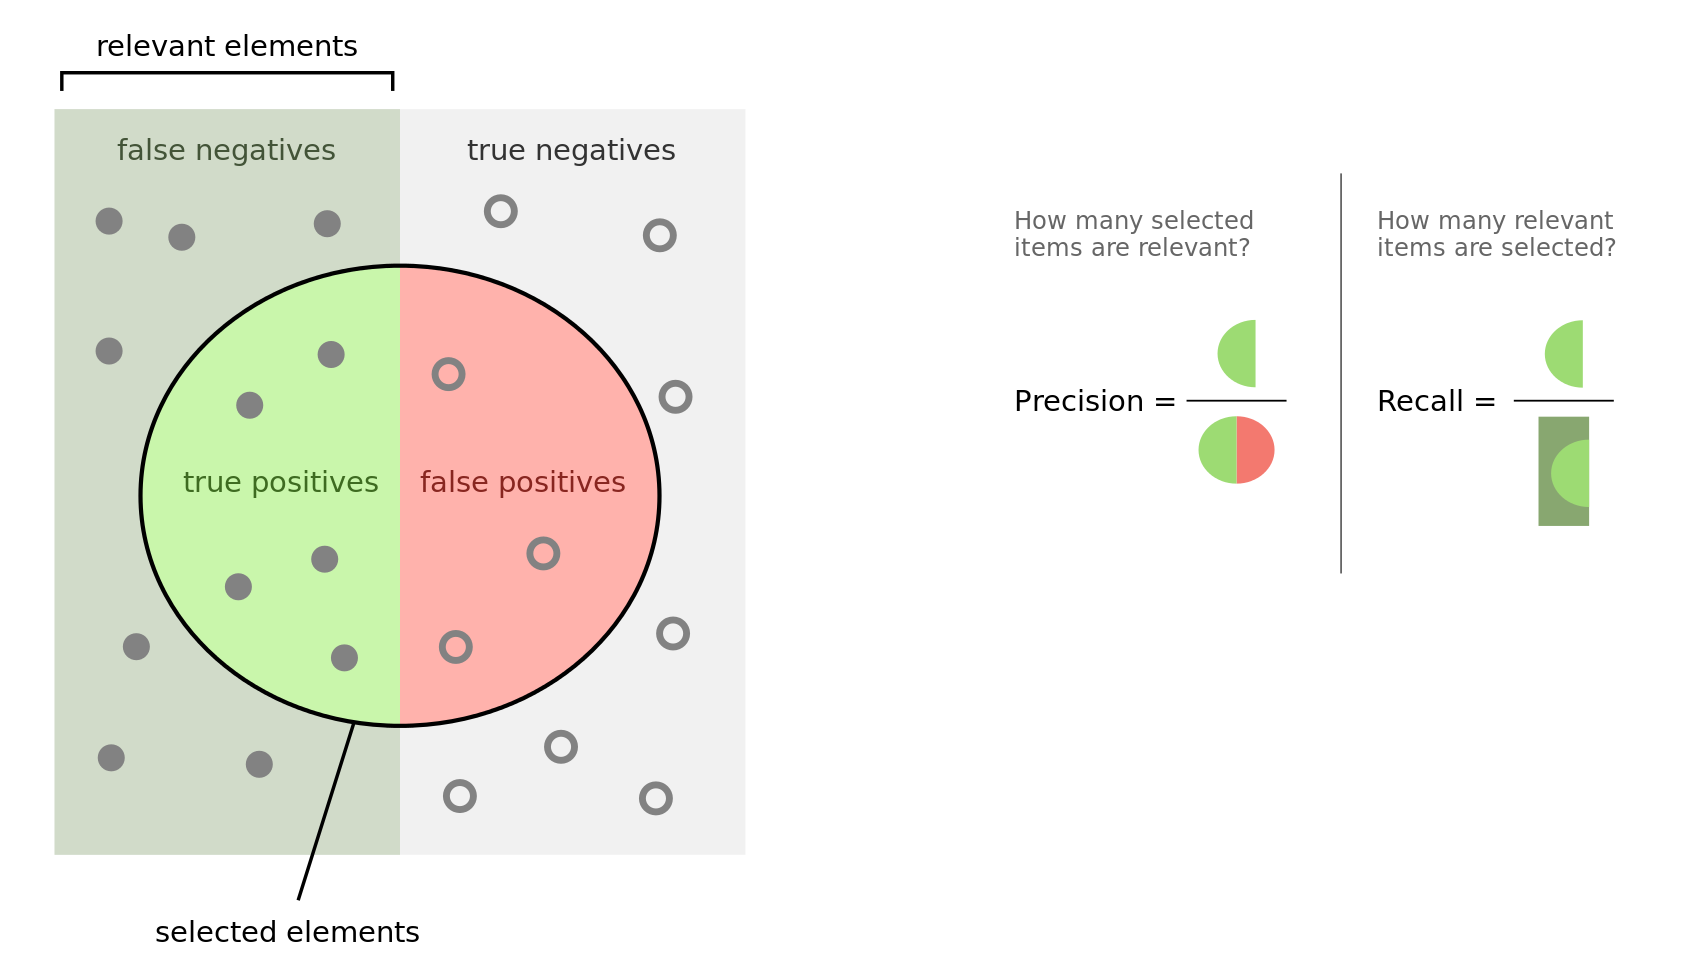 relevant elements
false negatives
true negatives
true positives
false positives
selected elements
How many selected
items are relevant?
Precision =
How many relevant
items are selected?
Recall =